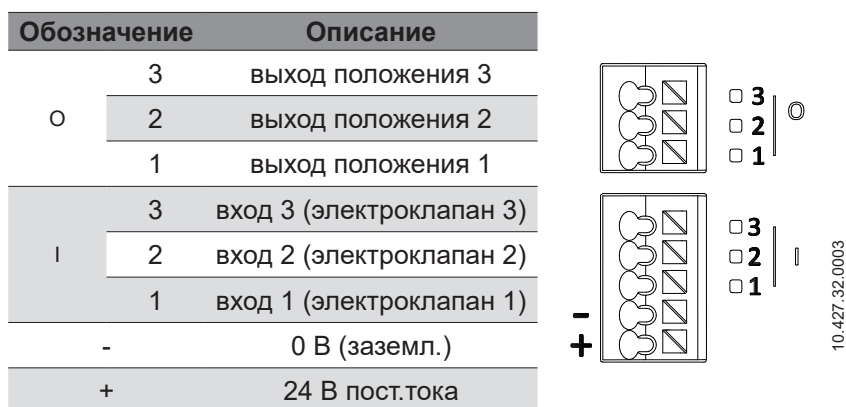 Обозначение Описание
O 3 выход положения 3
2 выход положения 2
1 выход положения 1
I 3 вход 3 (электроклапан 3)
2 вход 2 (электроклапан 2)
1 вход 1 (электроклапан 1)
- 0 В (заземл.)
+ 24 В пост.тока
3
2 O
1
3
2 I
1
-
+
10.427.32.0003